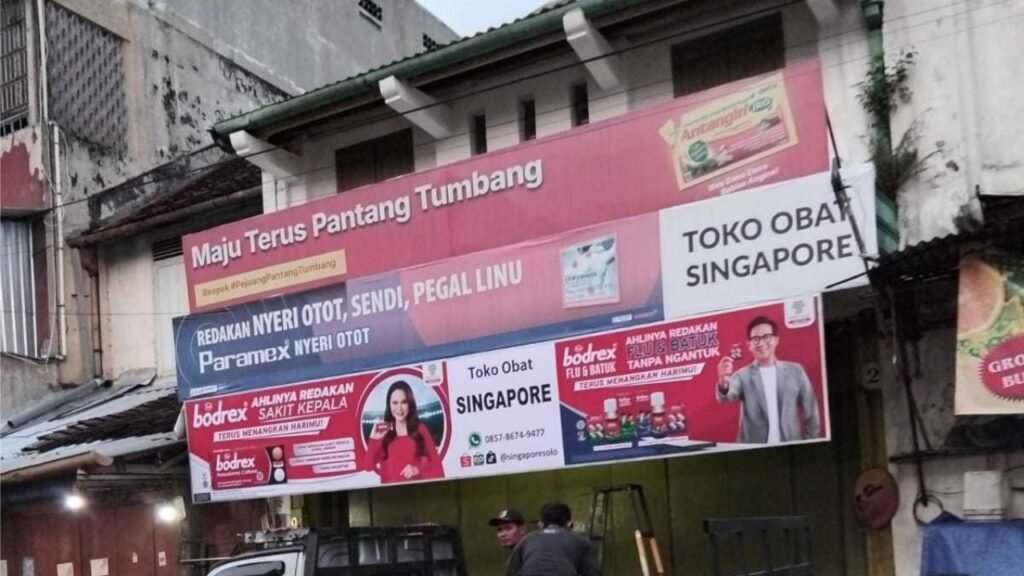 Maju Terus Pantang Tumbang
Respek #PejuangPantangTumbang
Antangin
REDAKAN NYERI OTOT, SENDI, PEGAL LINU
Paramex NYERI OTOT
TOKO OBAT
SINGAPORE
bodrex
AHLINYA REDAKAN
SAKIT KEPALA
TERUS MENANGKAN HARIMU!
bodrex
Toko Obat
SINGAPORE
0857-8674-9477
@singaporesolo
bodrex
FLU & BATUK
AHLINYA REDAKAN
FLU & BATUK
TANPA NGANTUK
TERUS MENANGKAN HARIMU!
2